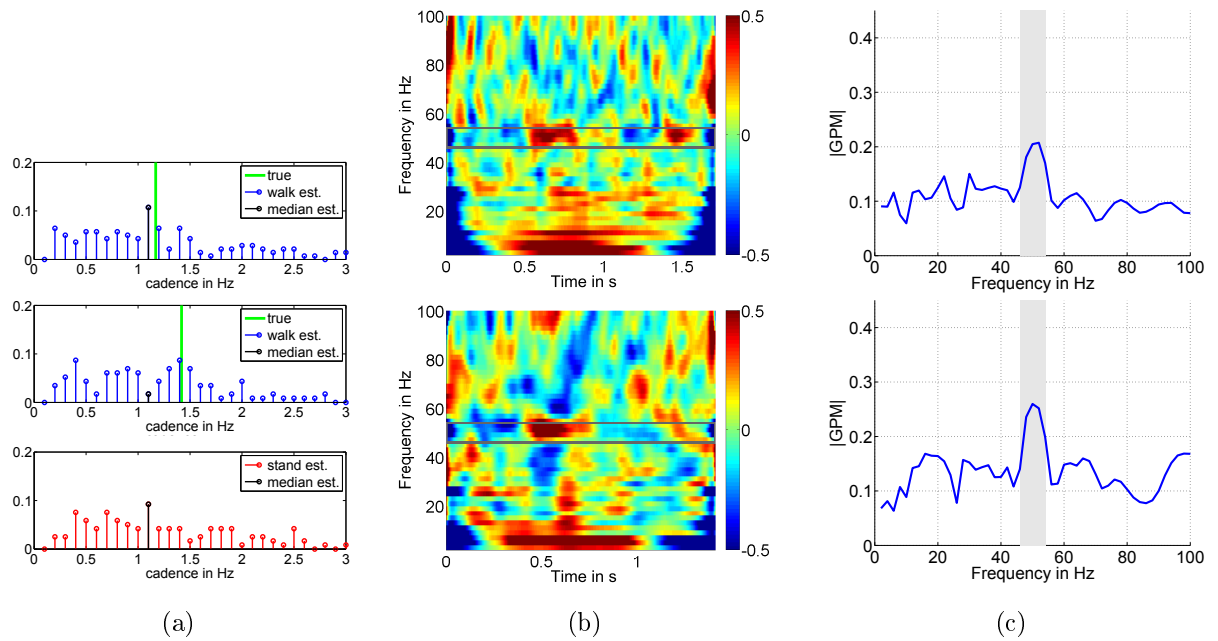 0.2
0.1
0
true
walk est.
median est.
0 0.5 1 1.5 2 2.5 3
cadence in Hz
0.2
0.1
0
true
walk est.
median est.
0 0.5 1 1.5 2 2.5 3
0.2
0.1
0
stand est.
median est.
0 0.5 1 1.5 2 2.5 3
cadence in Hz
(a)
Frequency in Hz
100
80
60
40
20
0 0.5 1 1.5
Time in s
0.5
0
-0.5
Frequency in Hz
100
80
60
40
20
0 0.5 1
Time in s
0.5
0
-0.5
(b)
|GPM|
0.4
0.3
0.2
0.1
0
0 20 40 60 80 100
Frequency in Hz
|GPM|
0.4
0.3
0.2
0.1
0
0 20 40 60 80 100
Frequency in Hz
(c)